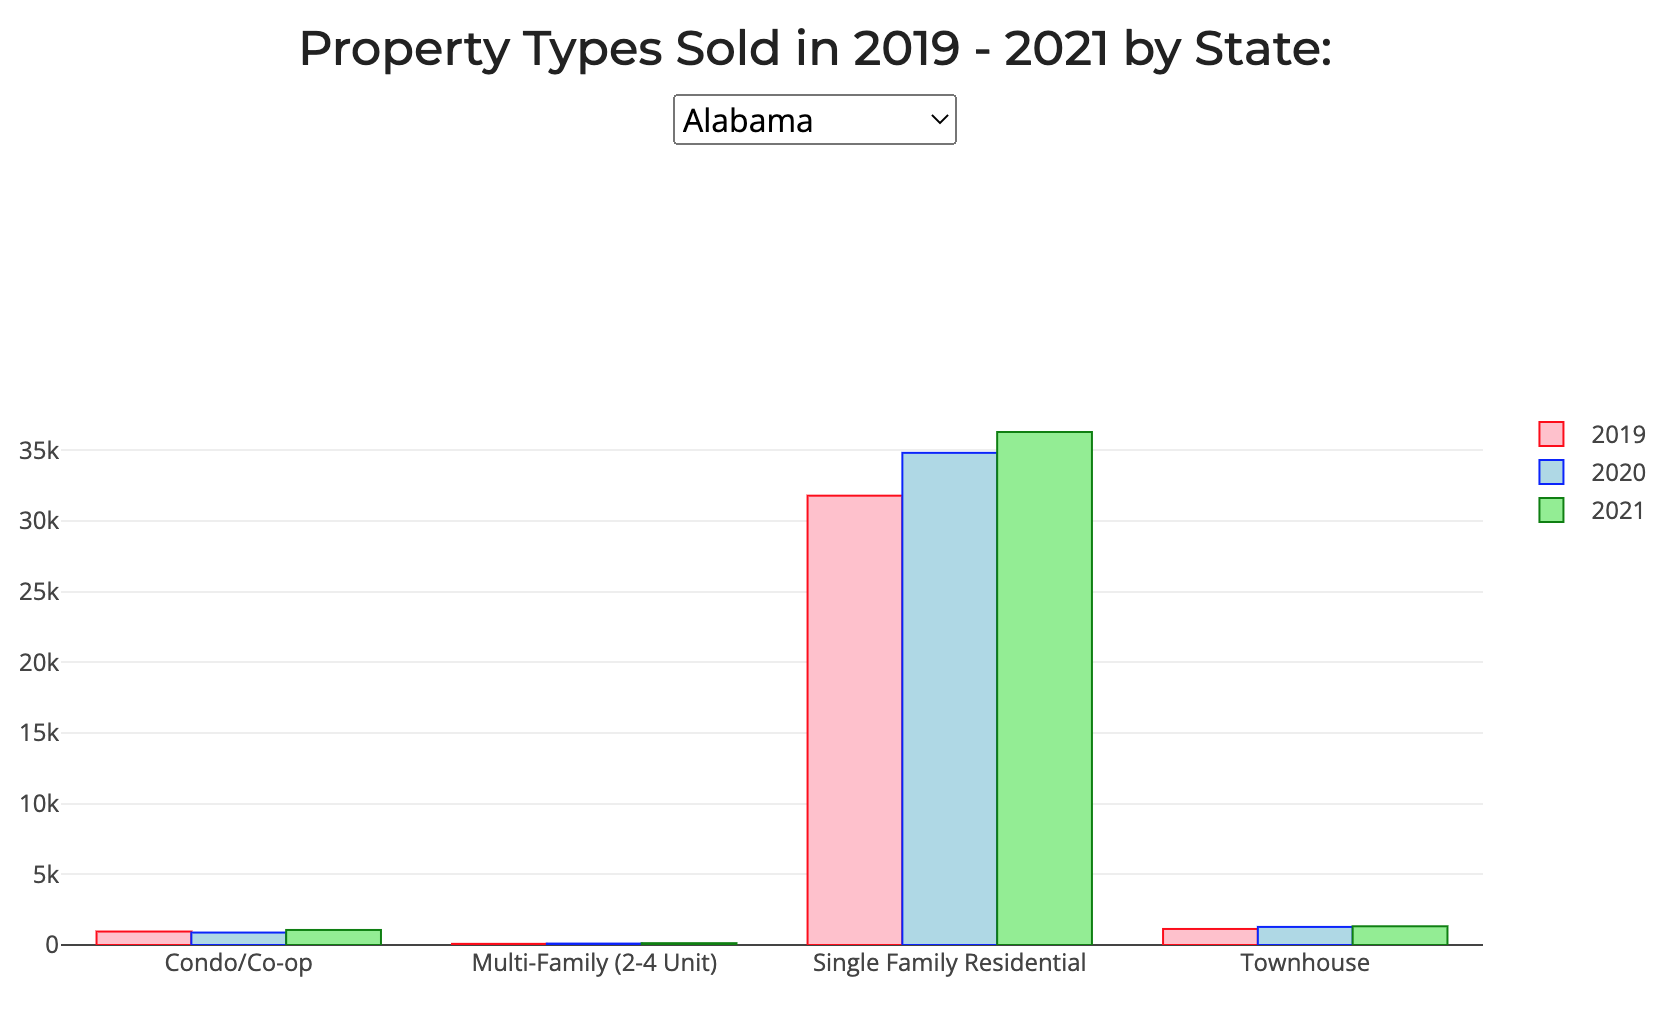 Property Types Sold in 2019 - 2021 by State:
Alabama
35k
30k
25k
20k
15k
10k
5k
0
Condo/Co-op
Multi-Family (2-4 Unit)
Single Family Residential
Townhouse
2019
2020
2021